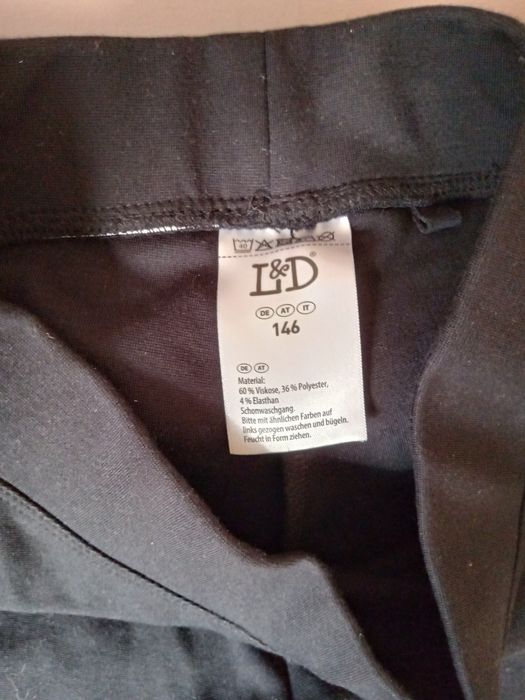 40
L&D®
DE AT IT
146
DE AT
Material:
60 % Viskose, 36 % Polyester,
4 % Elasthan
Schonwaschgang.
Bitte mit ähnlichen Farben auf
links gezogen waschen und bügeln.
Feucht in Form ziehen.